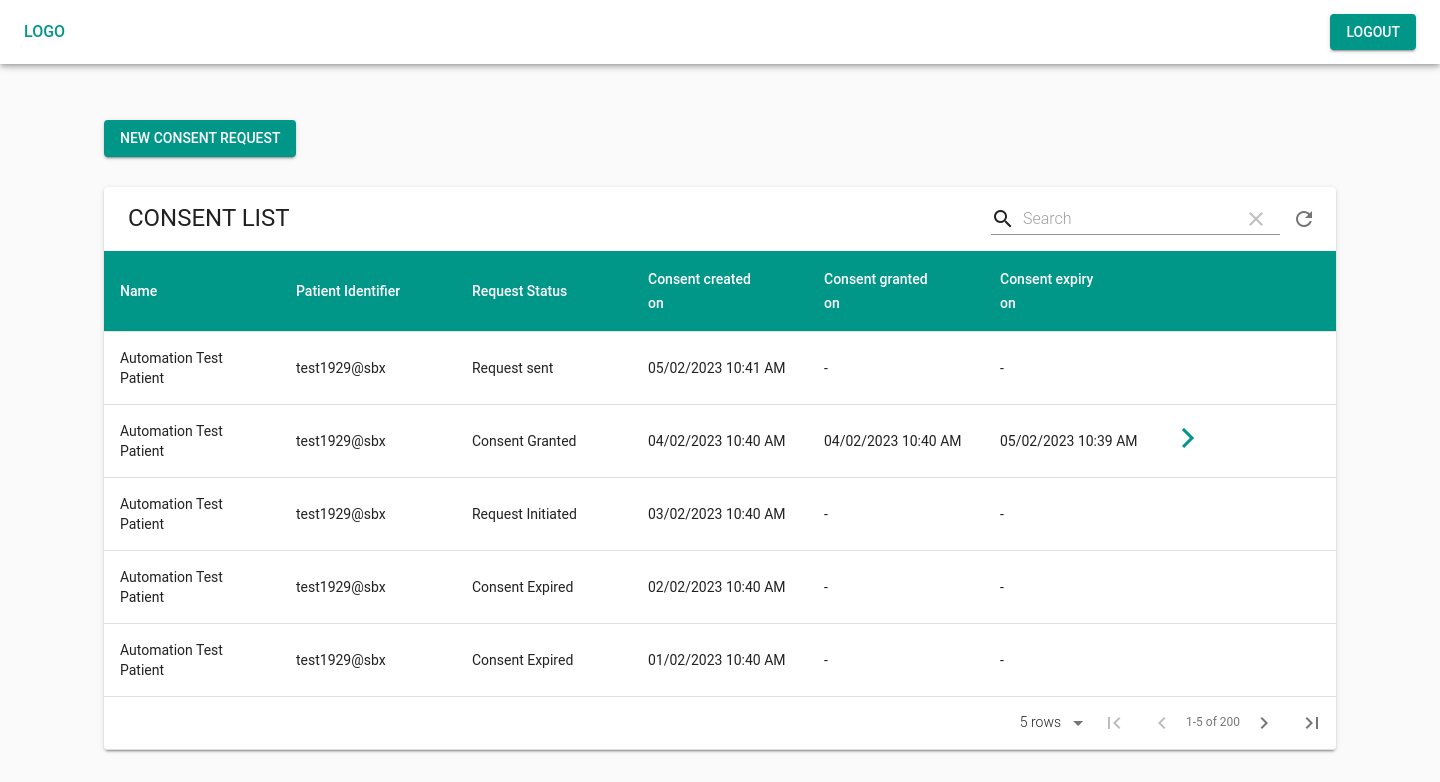 LOGO
LOGOUT
NEW CONSENT REQUEST
CONSENT LIST
Search
Name
Patient Identifier
Request Status
Consent created
on
Consent granted
on
Consent expiry
on
Automation Test
Patient
test1929@sbx
Request sent
05/02/2023 10:41 AM
-
-
Automation Test
Patient
test1929@sbx
Consent Granted
04/02/2023 10:40 AM
04/02/2023 10:40 AM
05/02/2023 10:39 AM
Automation Test
Patient
test1929@sbx
Request Initiated
03/02/2023 10:40 AM
-
-
Automation Test
Patient
test1929@sbx
Consent Expired
02/02/2023 10:40 AM
-
-
Automation Test
Patient
test1929@sbx
Consent Expired
01/02/2023 10:40 AM
-
-
5 rows
1-5 of 200